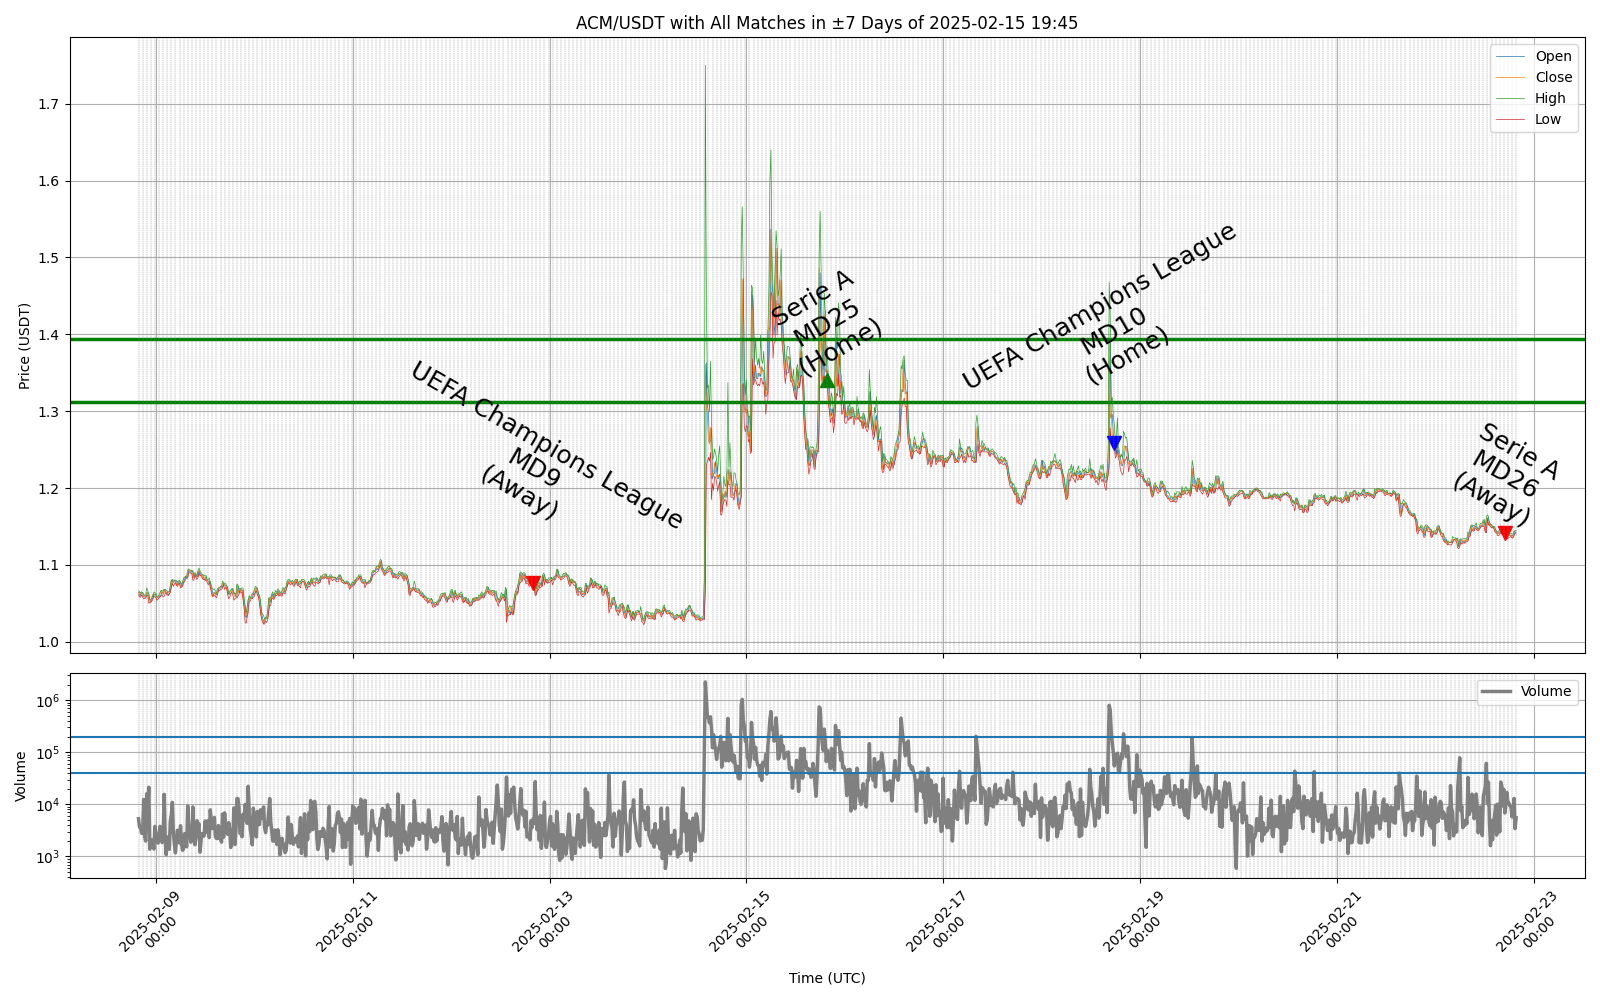 ACM/USDT with All Matches in ±7 Days of 2025-02-15 19:45
Open
Close
High
Low
Price (USDT)
1.7
1.6
1.5
1.4
1.3
1.2
1.1
1.0
UEFA Champions League
MD9
(Away)
Serie A
MD25
(Home)
UEFA Champions League
MD10
(Home)
Serie A
MD26
(Away)
Volume
Volume
10⁶
10⁵
10⁴
10³
2025-02-09
00:00
2025-02-11
00:00
2025-02-13
00:00
2025-02-15
00:00
2025-02-17
00:00
2025-02-19
00:00
2025-02-21
00:00
2025-02-23
00:00
Time (UTC)